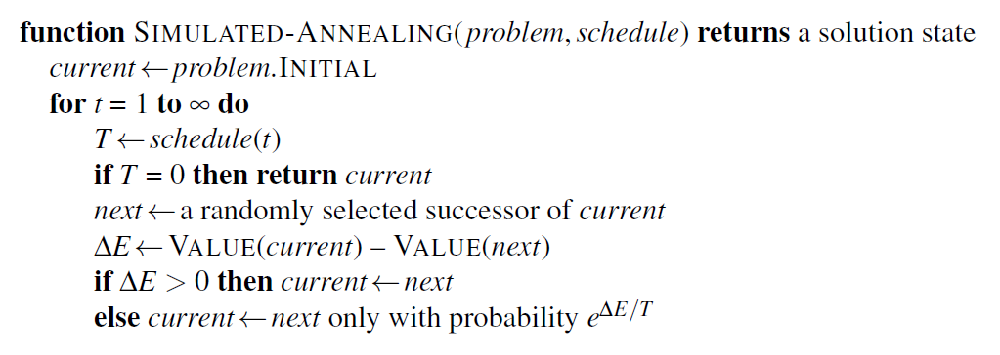 function SIMULATED-ANNEALING(problem, schedule) returns a solution state
current ← problem.INITIAL
for t = 1 to ∞ do
T ← schedule(t)
if T = 0 then return current
next ← a randomly selected successor of current
ΔE ← VALUE(current) – VALUE(next)
if ΔE > 0 then current ← next
else current ← next only with probability e^ΔE/T